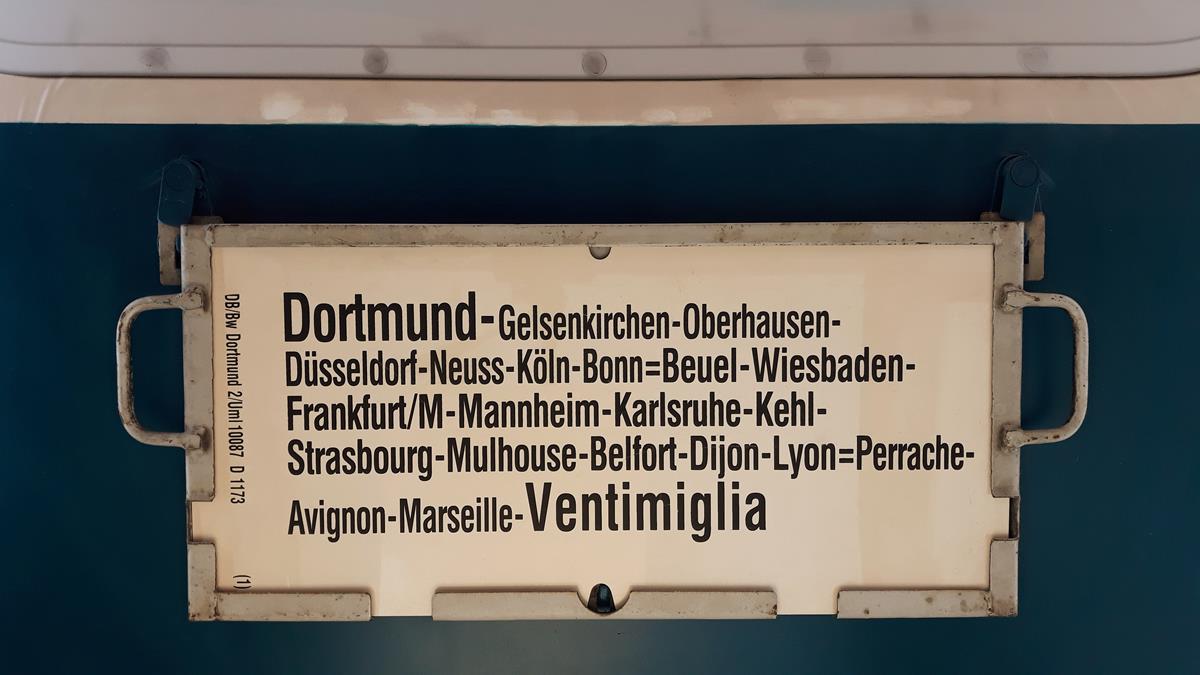 Dortmund-Gelsenkirchen-Oberhausen-
Düsseldorf-Neuss-Köln-Bonn=Beuel-Wiesbaden-
Frankfurt/M-Mannheim-Karlsruhe-Kehl-
Strasbourg-Mulhouse-Belfort-Dijon-Lyon=Perrache-
Avignon-Marseille-Ventimiglia
DB/Bw Dortmund 2/Uml 10087 D 1173
(1)